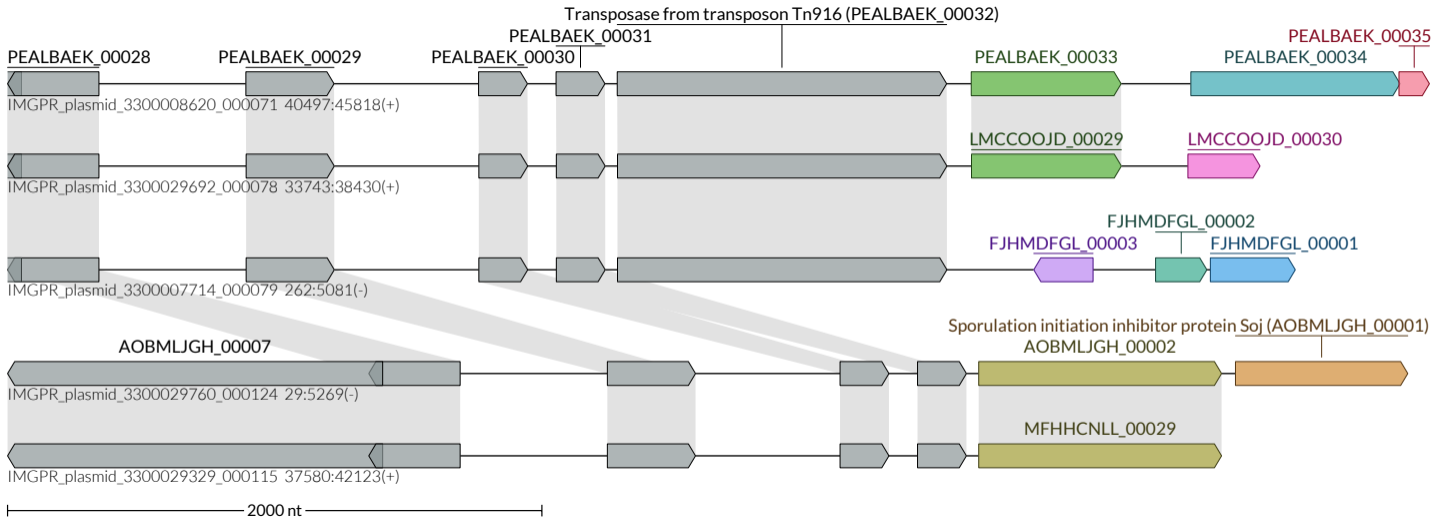 Transposase from transposon Tn916 (PEALBAEK_00032)
PEALBAEK_00031
PEALBAEK_00035
PEALBAEK_00028
PEALBAEK_00029
PEALBAEK_00030
PEALBAEK_00033
PEALBAEK_00034
IMGPR_plasmid_3300008620_000071 40497:45818(+)
LMCCOOJD_00029
LMCCOOJD_00030
IMGPR_plasmid_3300029692_000078 33743:38430(+)
FJHMDFGL_00002
FJHMDFGL_00003
FJHMDFGL_00001
IMGPR_plasmid_3300007714_000079 262:5081(-)
Sporulation initiation inhibitor protein Soj (AOBMLJGH_00001)
AOBMLJGH_00007
AOBMLJGH_00002
IMGPR_plasmid_3300029760_000124 29:5269(-)
MFHHCNLL_00029
IMGPR_plasmid_3300029329_000115 37580:42123(+)
2000 nt